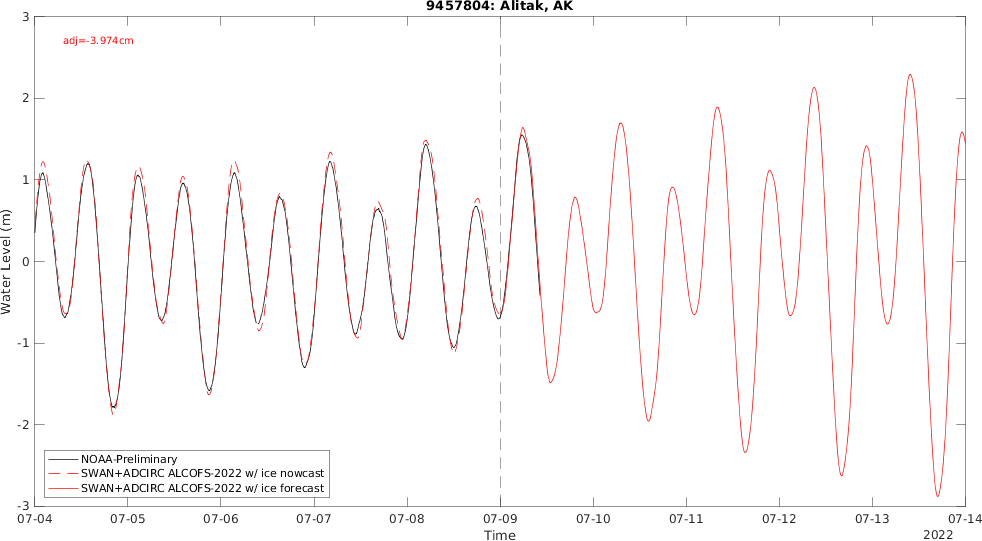 9457804: Alitak, AK
3
adj=-3.974cm
2
1
0
-1
-2
-3
Water Level (m)
NOAA-Preliminary
SWAN+ADCIRC ALCOFS-2022 w/ ice nowcast
SWAN+ADCIRC ALCOFS-2022 w/ ice forecast
07-04 07-05 07-06 07-07 07-08 07-09 07-10 07-11 07-12 07-13 07-14
Time
2022